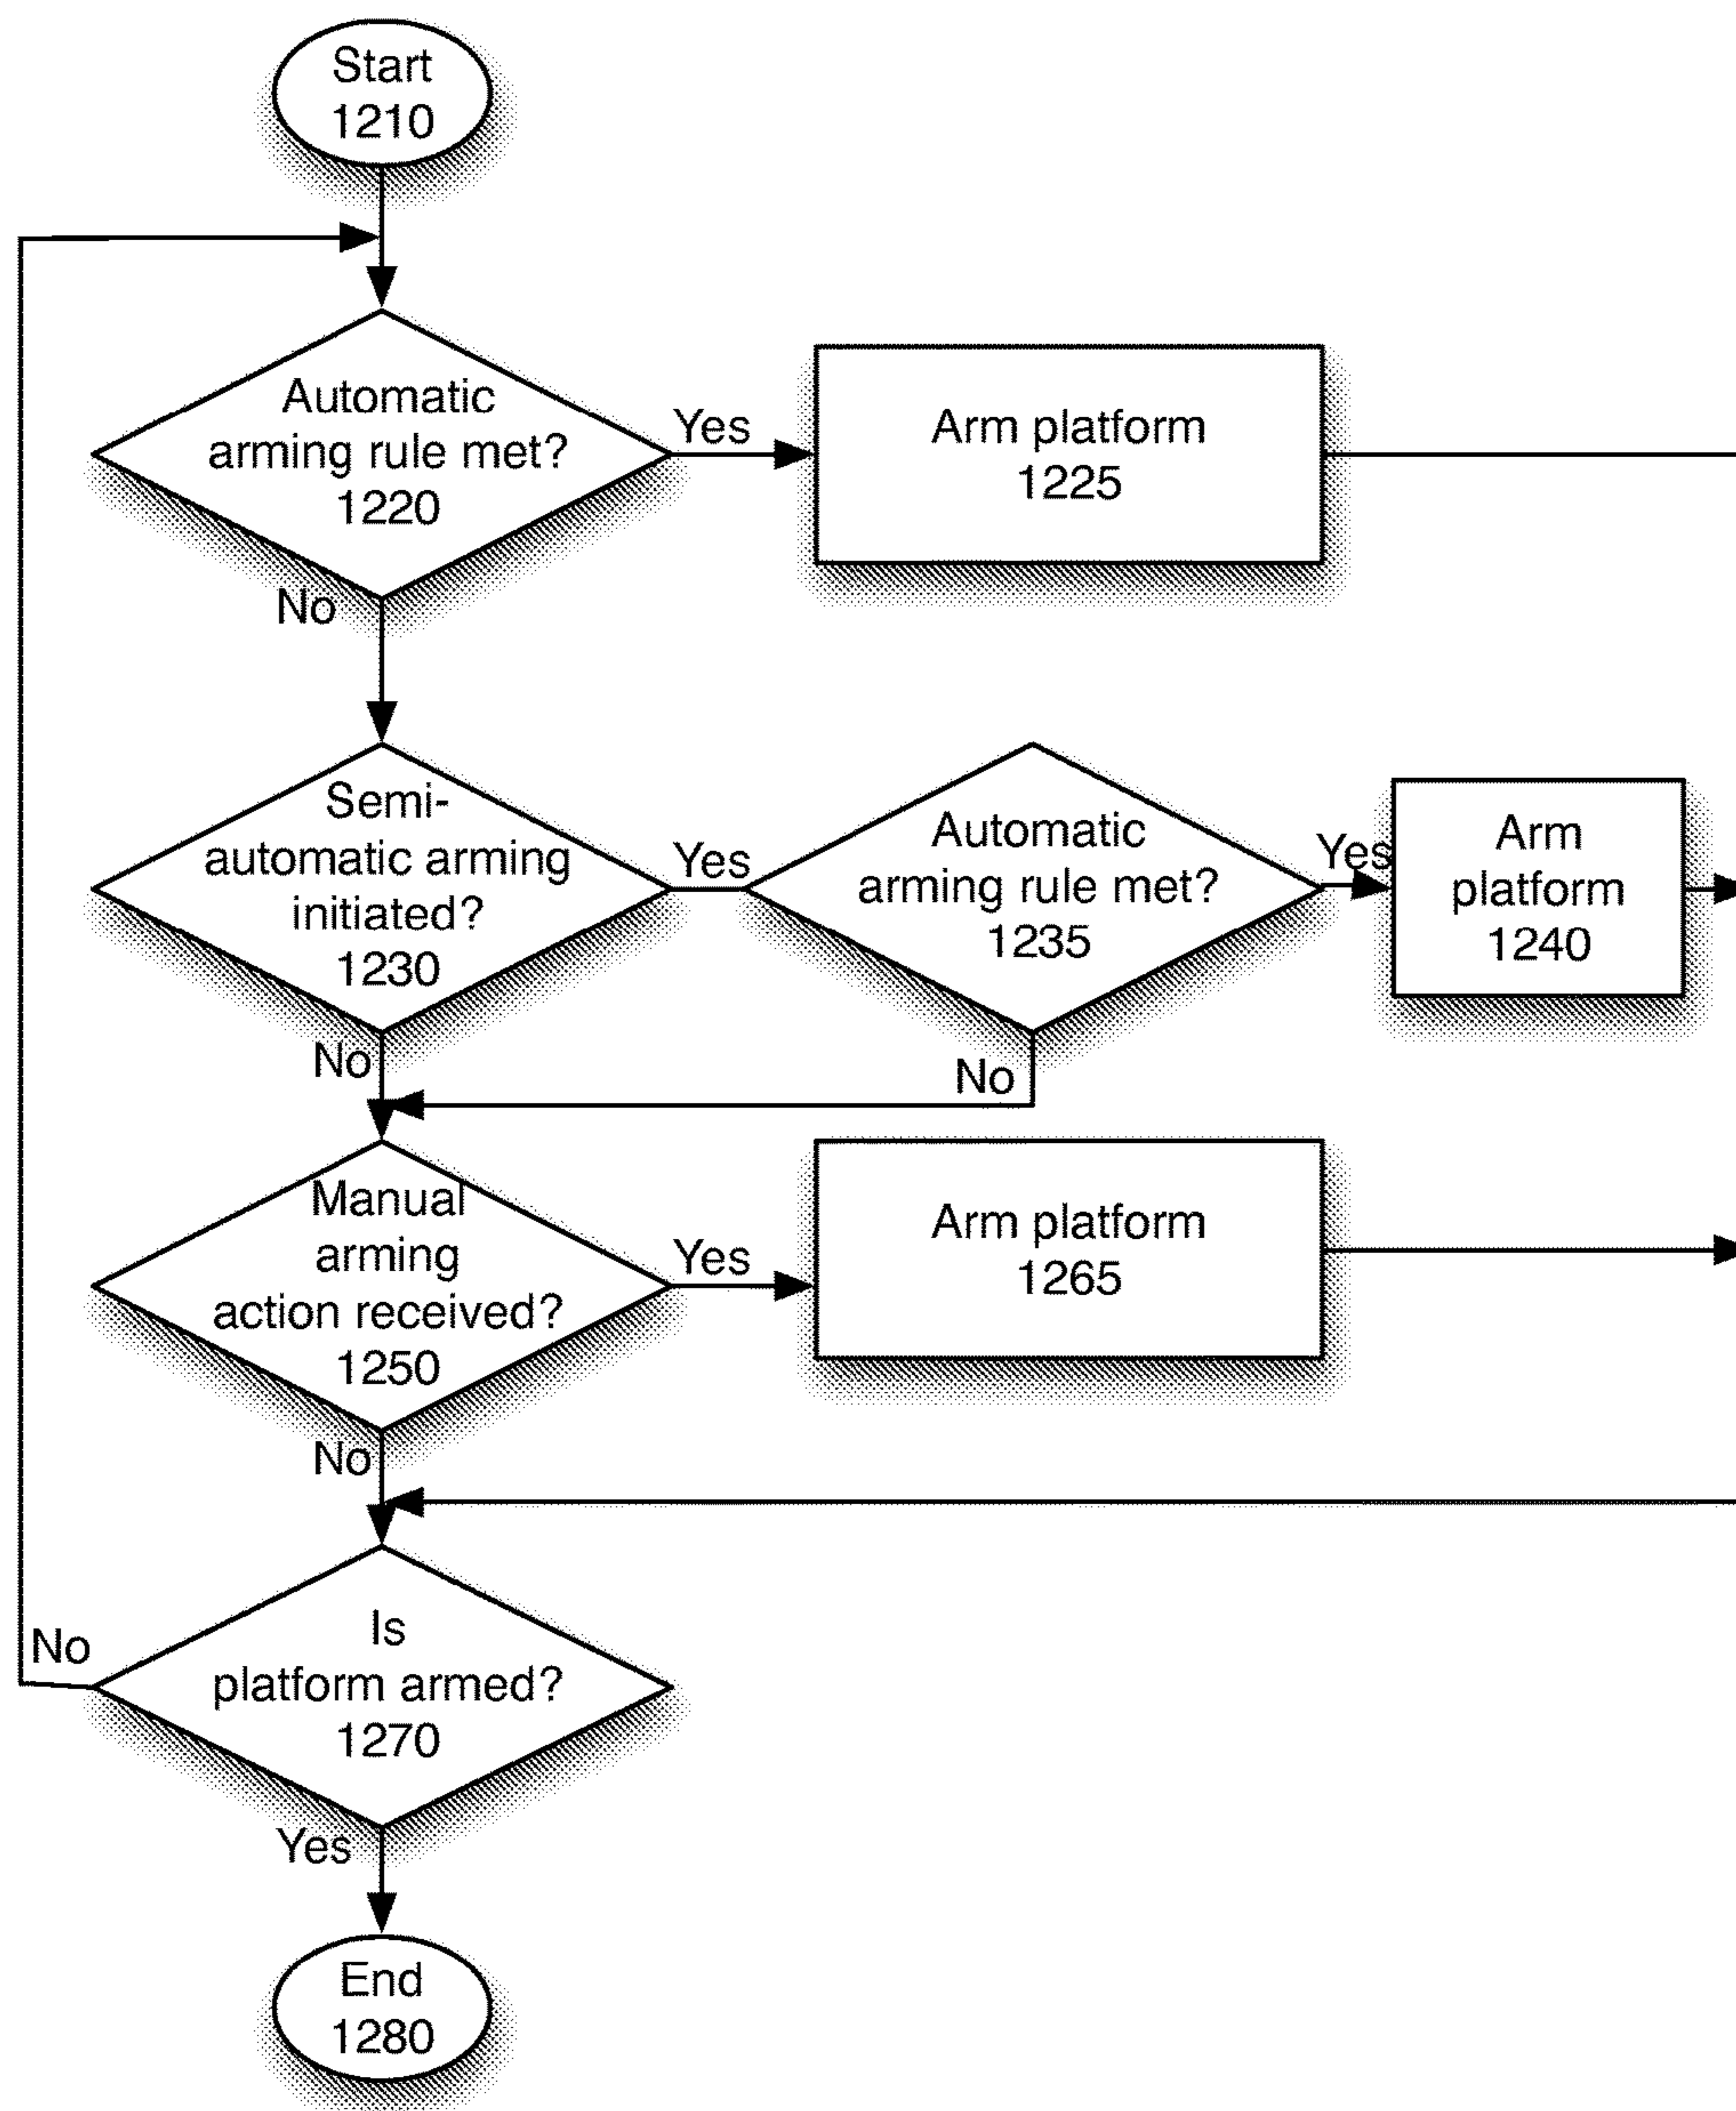 Start
1210
Automatic
arming rule met?
1220
Yes
Arm platform
1225
No
Semi-
automatic arming
initiated?
1230
Yes
Automatic
arming rule met?
1235
Yes
Arm
platform
1240
No
No
Manual
arming
action received?
1250
Yes
Arm platform
1265
No
Is
platform armed?
1270
No
Yes
End
1280